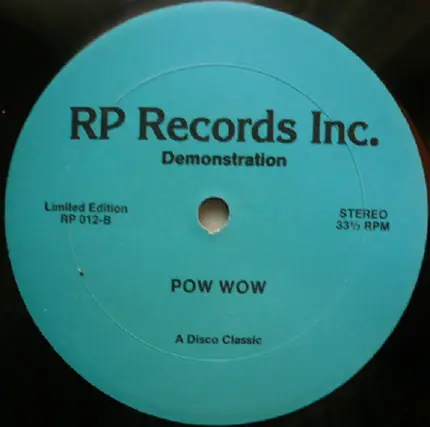 RP Records Inc.
Demonstration
Limited Edition
RP 012-B
STEREO
33⅓ RPM
POW WOW
A Disco Classic